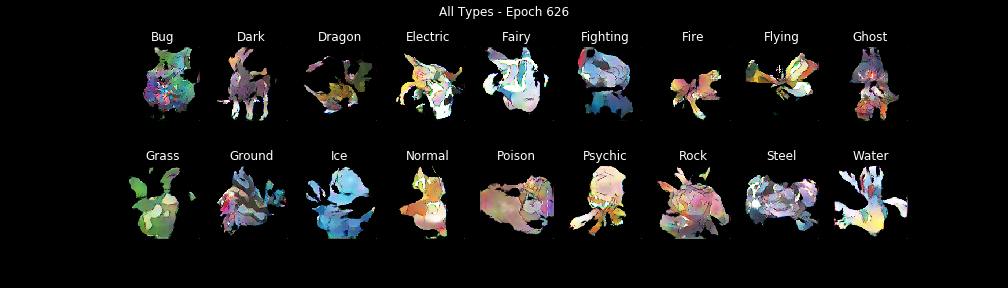 All Types - Epoch 626
Bug Dark Dragon Electric Fairy Fighting Fire Flying Ghost
Grass Ground Ice Normal Poison Psychic Rock Steel Water